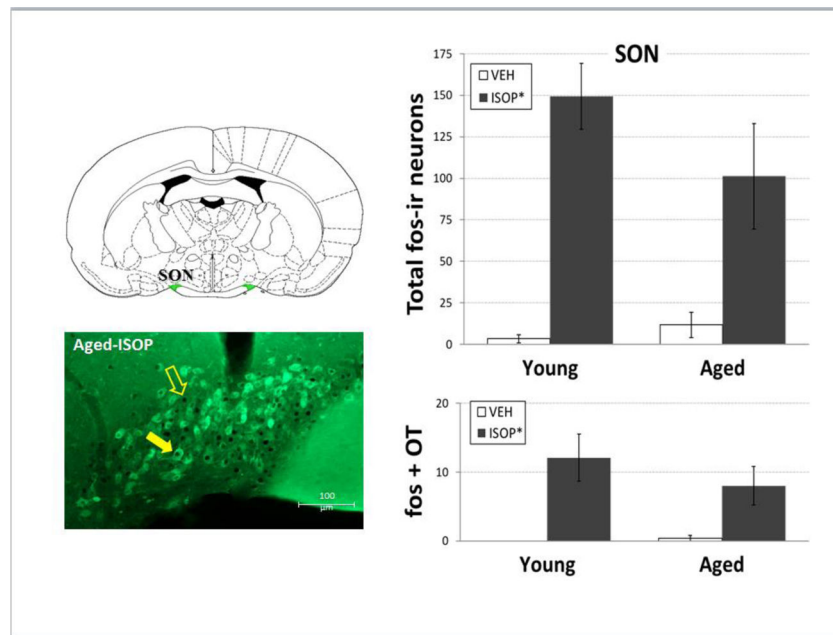 SON
Aged-ISOP
100
µm
SON
VEH
ISOP*
Total fos-ir neurons
175
150
125
100
75
50
25
0
Young
Aged
VEH
ISOP*
fos + OT
20
10
0
Young
Aged